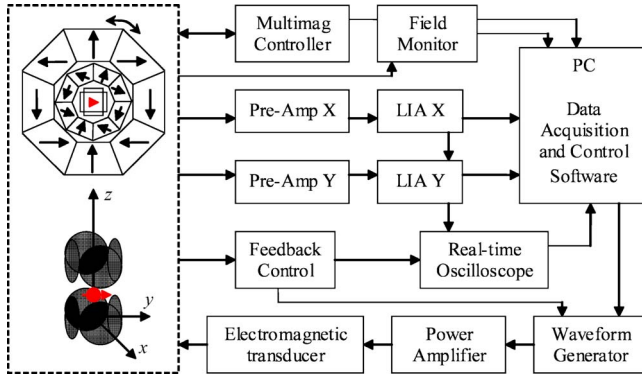 Multimag
Controller
Field
Monitor
PC
Data
Acquisition
and Control
Software
Pre-Amp X
LIA X
Pre-Amp Y
LIA Y
z
y
x
Feedback
Control
Real-time
Oscilloscope
Electromagnetic
transducer
Power
Amplifier
Waveform
Generator